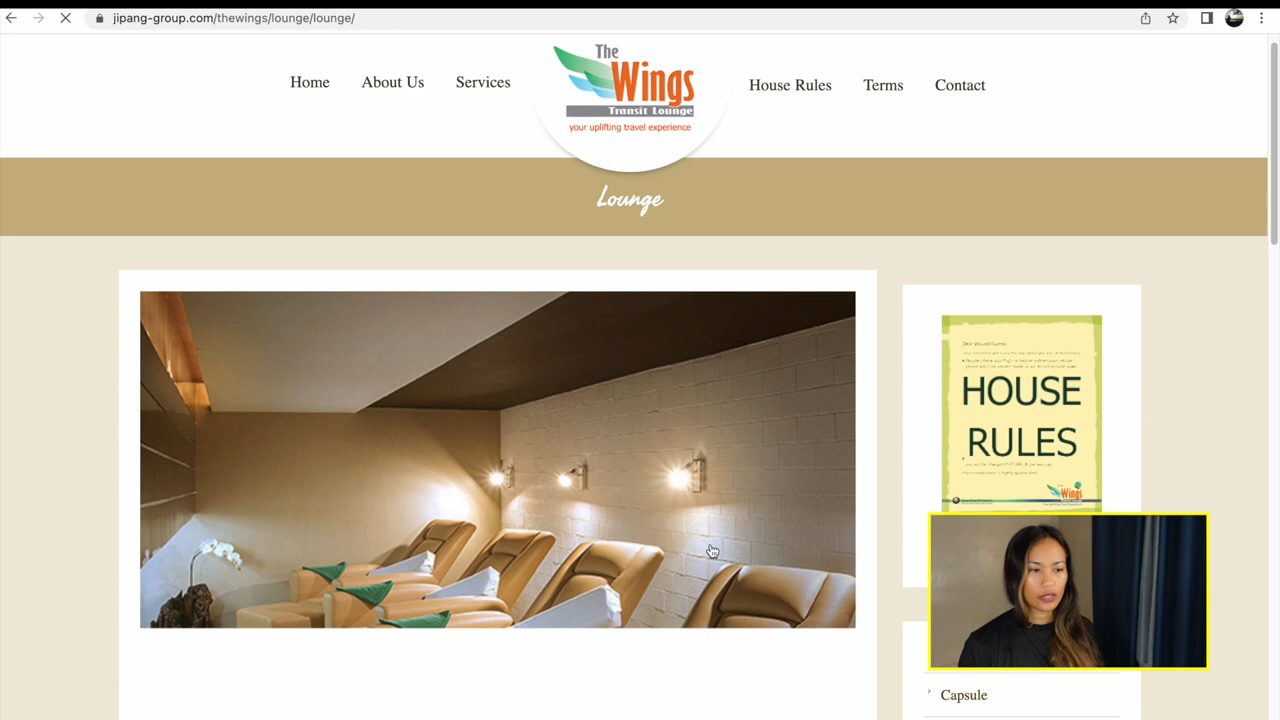 jipang-group.com/thewings/lounge/lounge/
Home
About Us
Services
The
Wings
Transit Lounge
your uplifting travel experience
House Rules
Terms
Contact
Lounge
HOUSE
RULES
The
Wings
Capsule